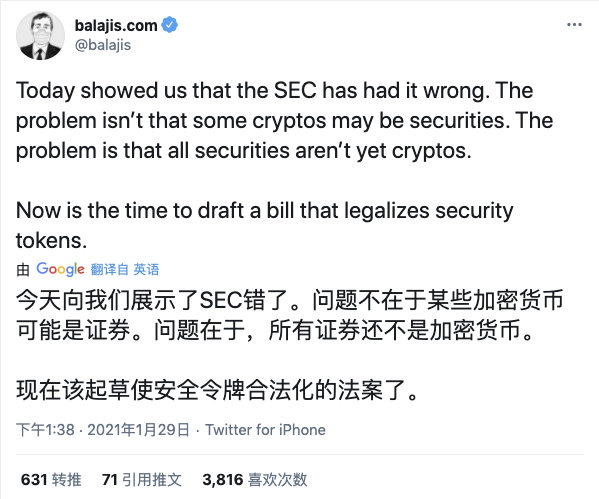 balajis.com
@balajis
Today showed us that the SEC has had it wrong. The
problem isn’t that some cryptos may be securities. The
problem is that all securities aren’t yet cryptos.
Now is the time to draft a bill that legalizes security
tokens.
由 Google 翻译自 英语
今天向我们展示了SEC错了。问题不在于某些加密货币
可能是证券。问题在于，所有证券还不是加密货币。
现在该起草使安全令牌合法化的法案了。
下午1:38 · 2021年1月29日 · Twitter for iPhone
631 转推 71 引用推文 3,816 喜欢次数